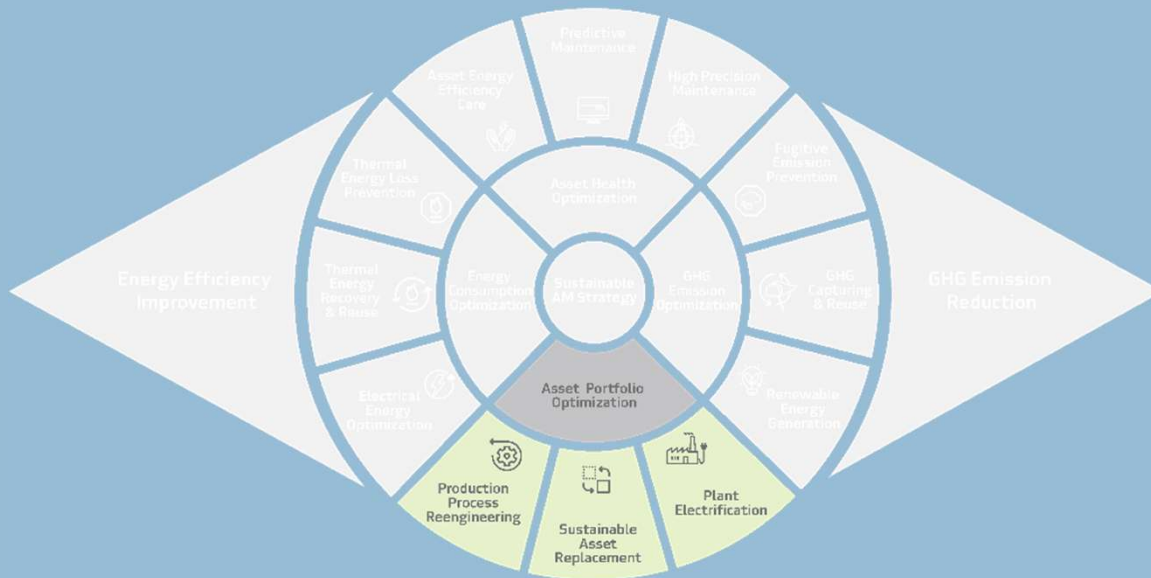 Predictive
Maintenance
Asset Energy
Efficiency
Care
High Precision
Maintenance
Thermal
Energy Loss
Prevention
Fugitive
Emission
Prevention
Asset Health
Optimization
Energy Efficiency
Improvement
Thermal
Energy
Recovery
& Reuse
Energy
Consumption
Optimization
Sustainable
AM Strategy
GHG
Emission
Optimization
GHG
Capturing
& Reuse
GHG Emission
Reduction
Electrical
Energy
Optimization
Asset Portfolio
Optimization
Renewable
Energy
Generation
Production
Process
Reengineering
Sustainable
Asset
Replacement
Plant
Electrification